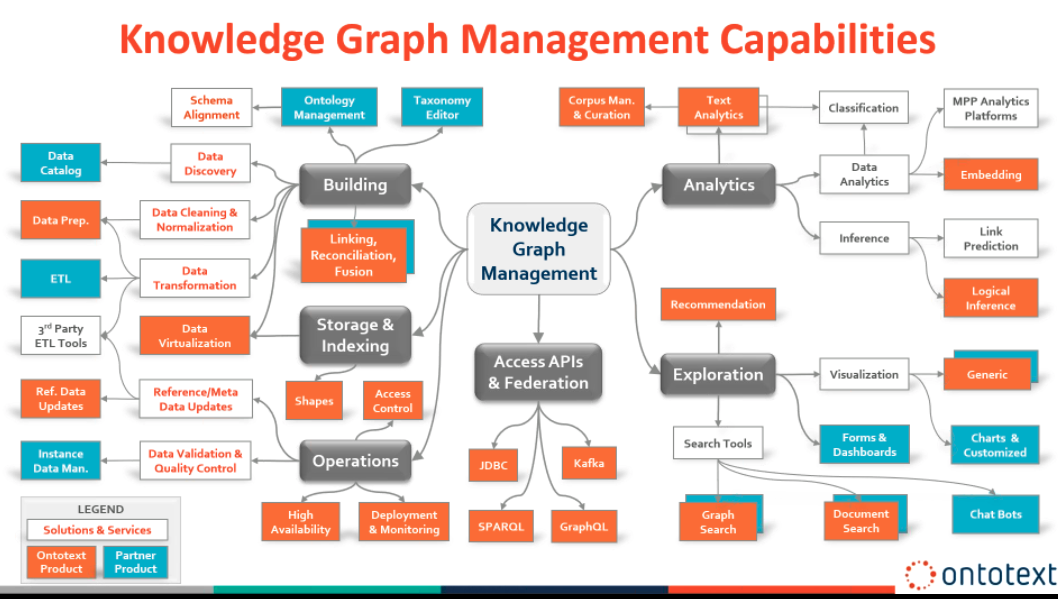 Knowledge Graph Management Capabilities
Schema
Alignment
Ontology
Management
Taxonomy
Editor
Corpus Man.
& Curation
Text
Analytics
Classification
MPP Analytics
Platforms
Data
Catalog
Data
Discovery
Building
Analytics
Data
Analytics
Embedding
Data Prep.
Data Cleaning &
Normalization
Linking,
Reconciliation,
Fusion
Knowledge
Graph
Management
Inference
Link
Prediction
ETL
Data
Transformation
Logical
Inference
Recommendation
3rd Party
ETL Tools
Data
Virtualization
Storage &
Indexing
Access APIs
& Federation
Exploration
Visualization
Generic
Ref. Data
Updates
Reference/Meta
Data Updates
Shapes
Access
Control
Search Tools
Forms &
Dashboards
Charts &
Customized
Instance
Data Man.
Data Validation &
Quality Control
Operations
JDBC
Kafka
High
Availability
Deployment
& Monitoring
SPARQL
GraphQL
Graph
Search
Document
Search
Chat Bots
LEGEND
Solutions & Services
Ontotext
Product
Partner
Product
ontotext